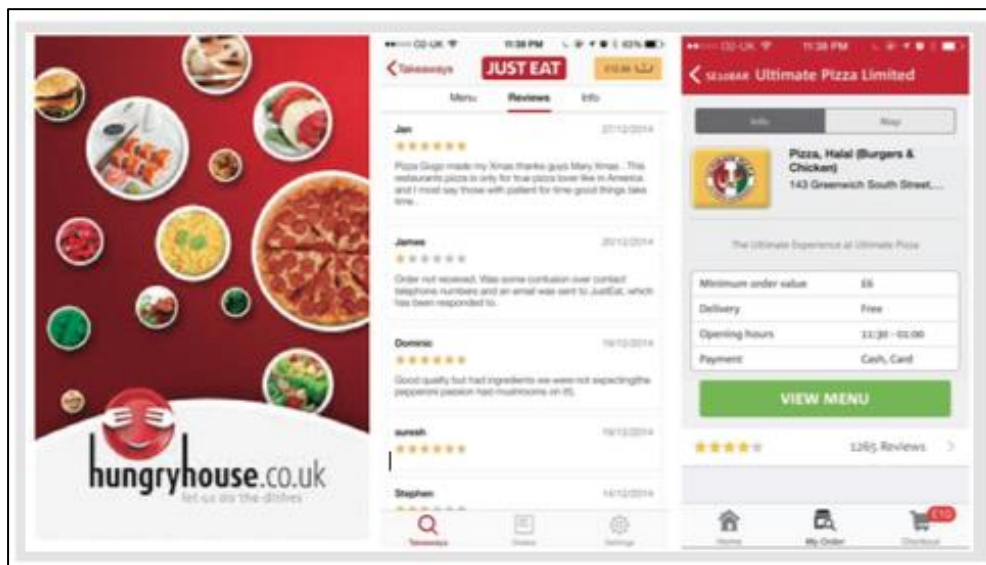 hungryhouse.co.uk
let us do the dishes
O2-UK 11:38 PM 63%
Takeaways
JUST EAT
Menu Reviews Info
Jan 27/12/2014
Pizza Gogo made my Xmas thanks guys Mary Xmas . This
restaurants pizza is only for true pizza lover like in America
and I most say those with patient for time good things take
time..
James 20/12/2014
Order not received. Was some confusion over contact
telephone numbers and an email was sent to JustEat, which
has been responded to.
Dominic 19/12/2014
Good quality but had ingredients we were not expecting(the
pepperoni passion had mushrooms on it!).
suresh 19/12/2014
Stephen 14/12/2014
Takeaways Orders Settings
O2-UK 11:38 PM
SE108AR Ultimate Pizza Limited
Info Map
Pizza, Halal (Burgers &
Chicken)
143 Greenwich South Street,...
The Ultimate Experience at Ultimate Pizza
Minimum order value £6
Delivery Free
Opening hours 11:30 - 01:00
Payment Cash, Card
VIEW MENU
1265 Reviews
£10
Home My Order Checkout